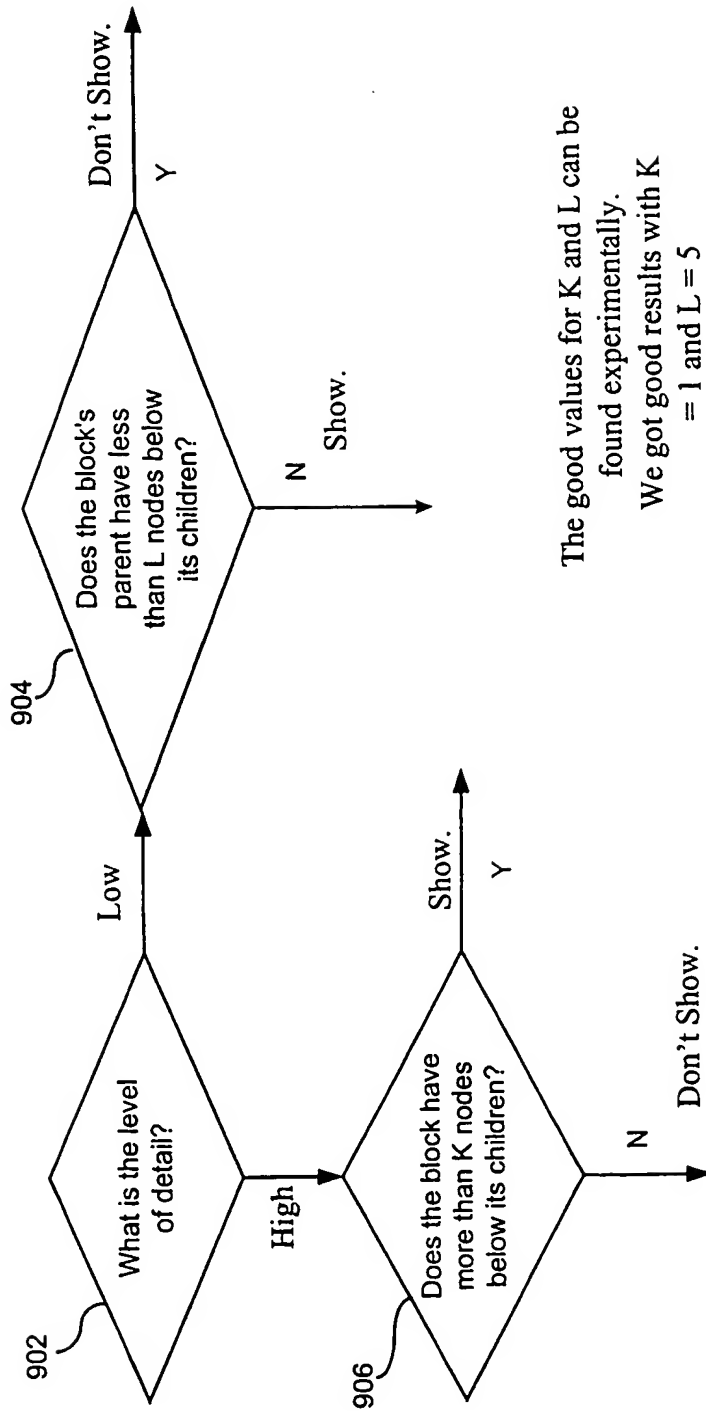 902
What is the level
of detail?
Low
High
904
Does the block's
parent have less
than L nodes below
its children?
Don't Show.
Y
N
Show.
906
Does the block have
more than K nodes
below its children?
Show.
Y
N
Don't Show.
The good values for K and L can be
found experimentally.
We got good results with K
= 1 and L = 5